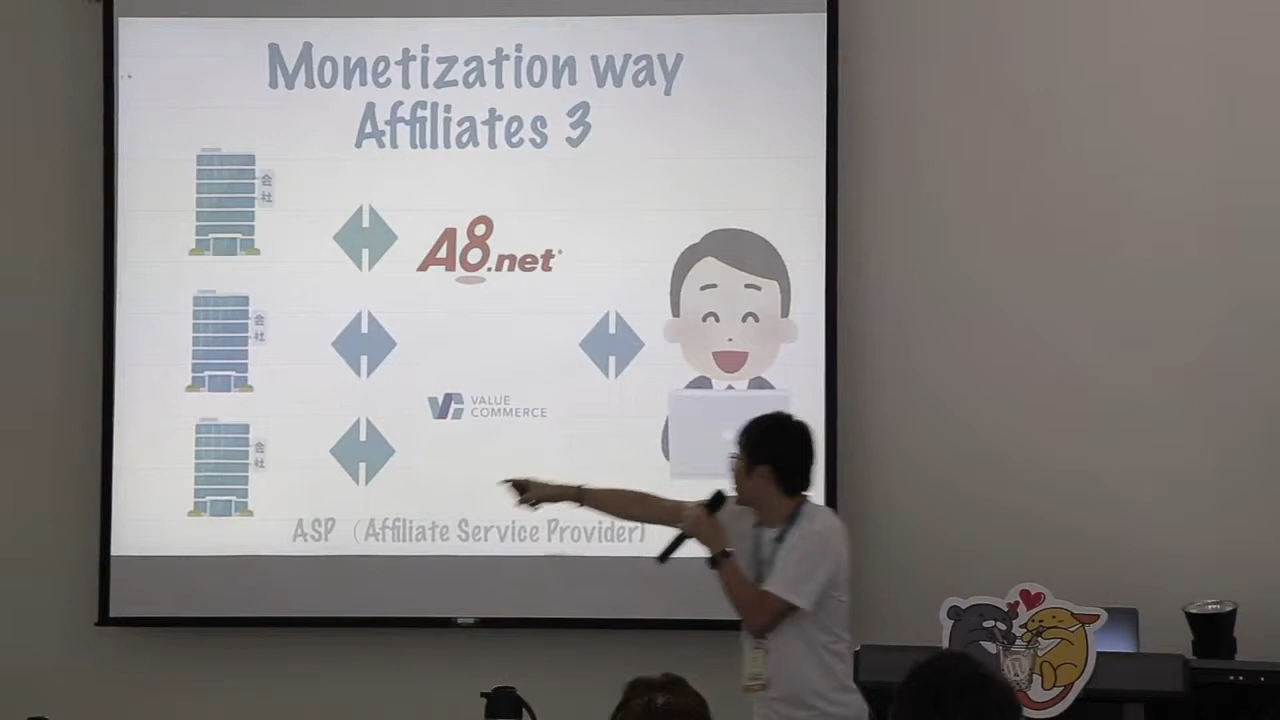 Monetization way
Affiliates 3
会社
A8.net
会社
VALUE
COMMERCE
会社
ASP （Affiliate Service Provider)